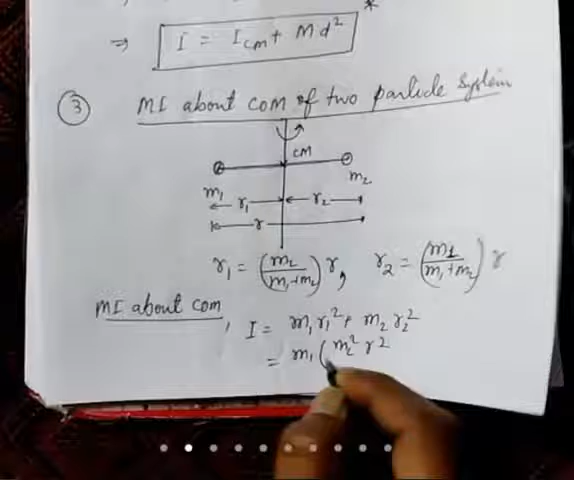 ⇒ I = I_cm + Md² *
③ MI about COM of two particle system
CM
m₁ m₂
r₁ r₂
r
r₁ = (m₂/m₁+m₂) r, r₂ = (m₁/m₁+m₂) r
MI about com,
I = m₁r₁² + m₂r₂²
= m₁ (m₂² r²